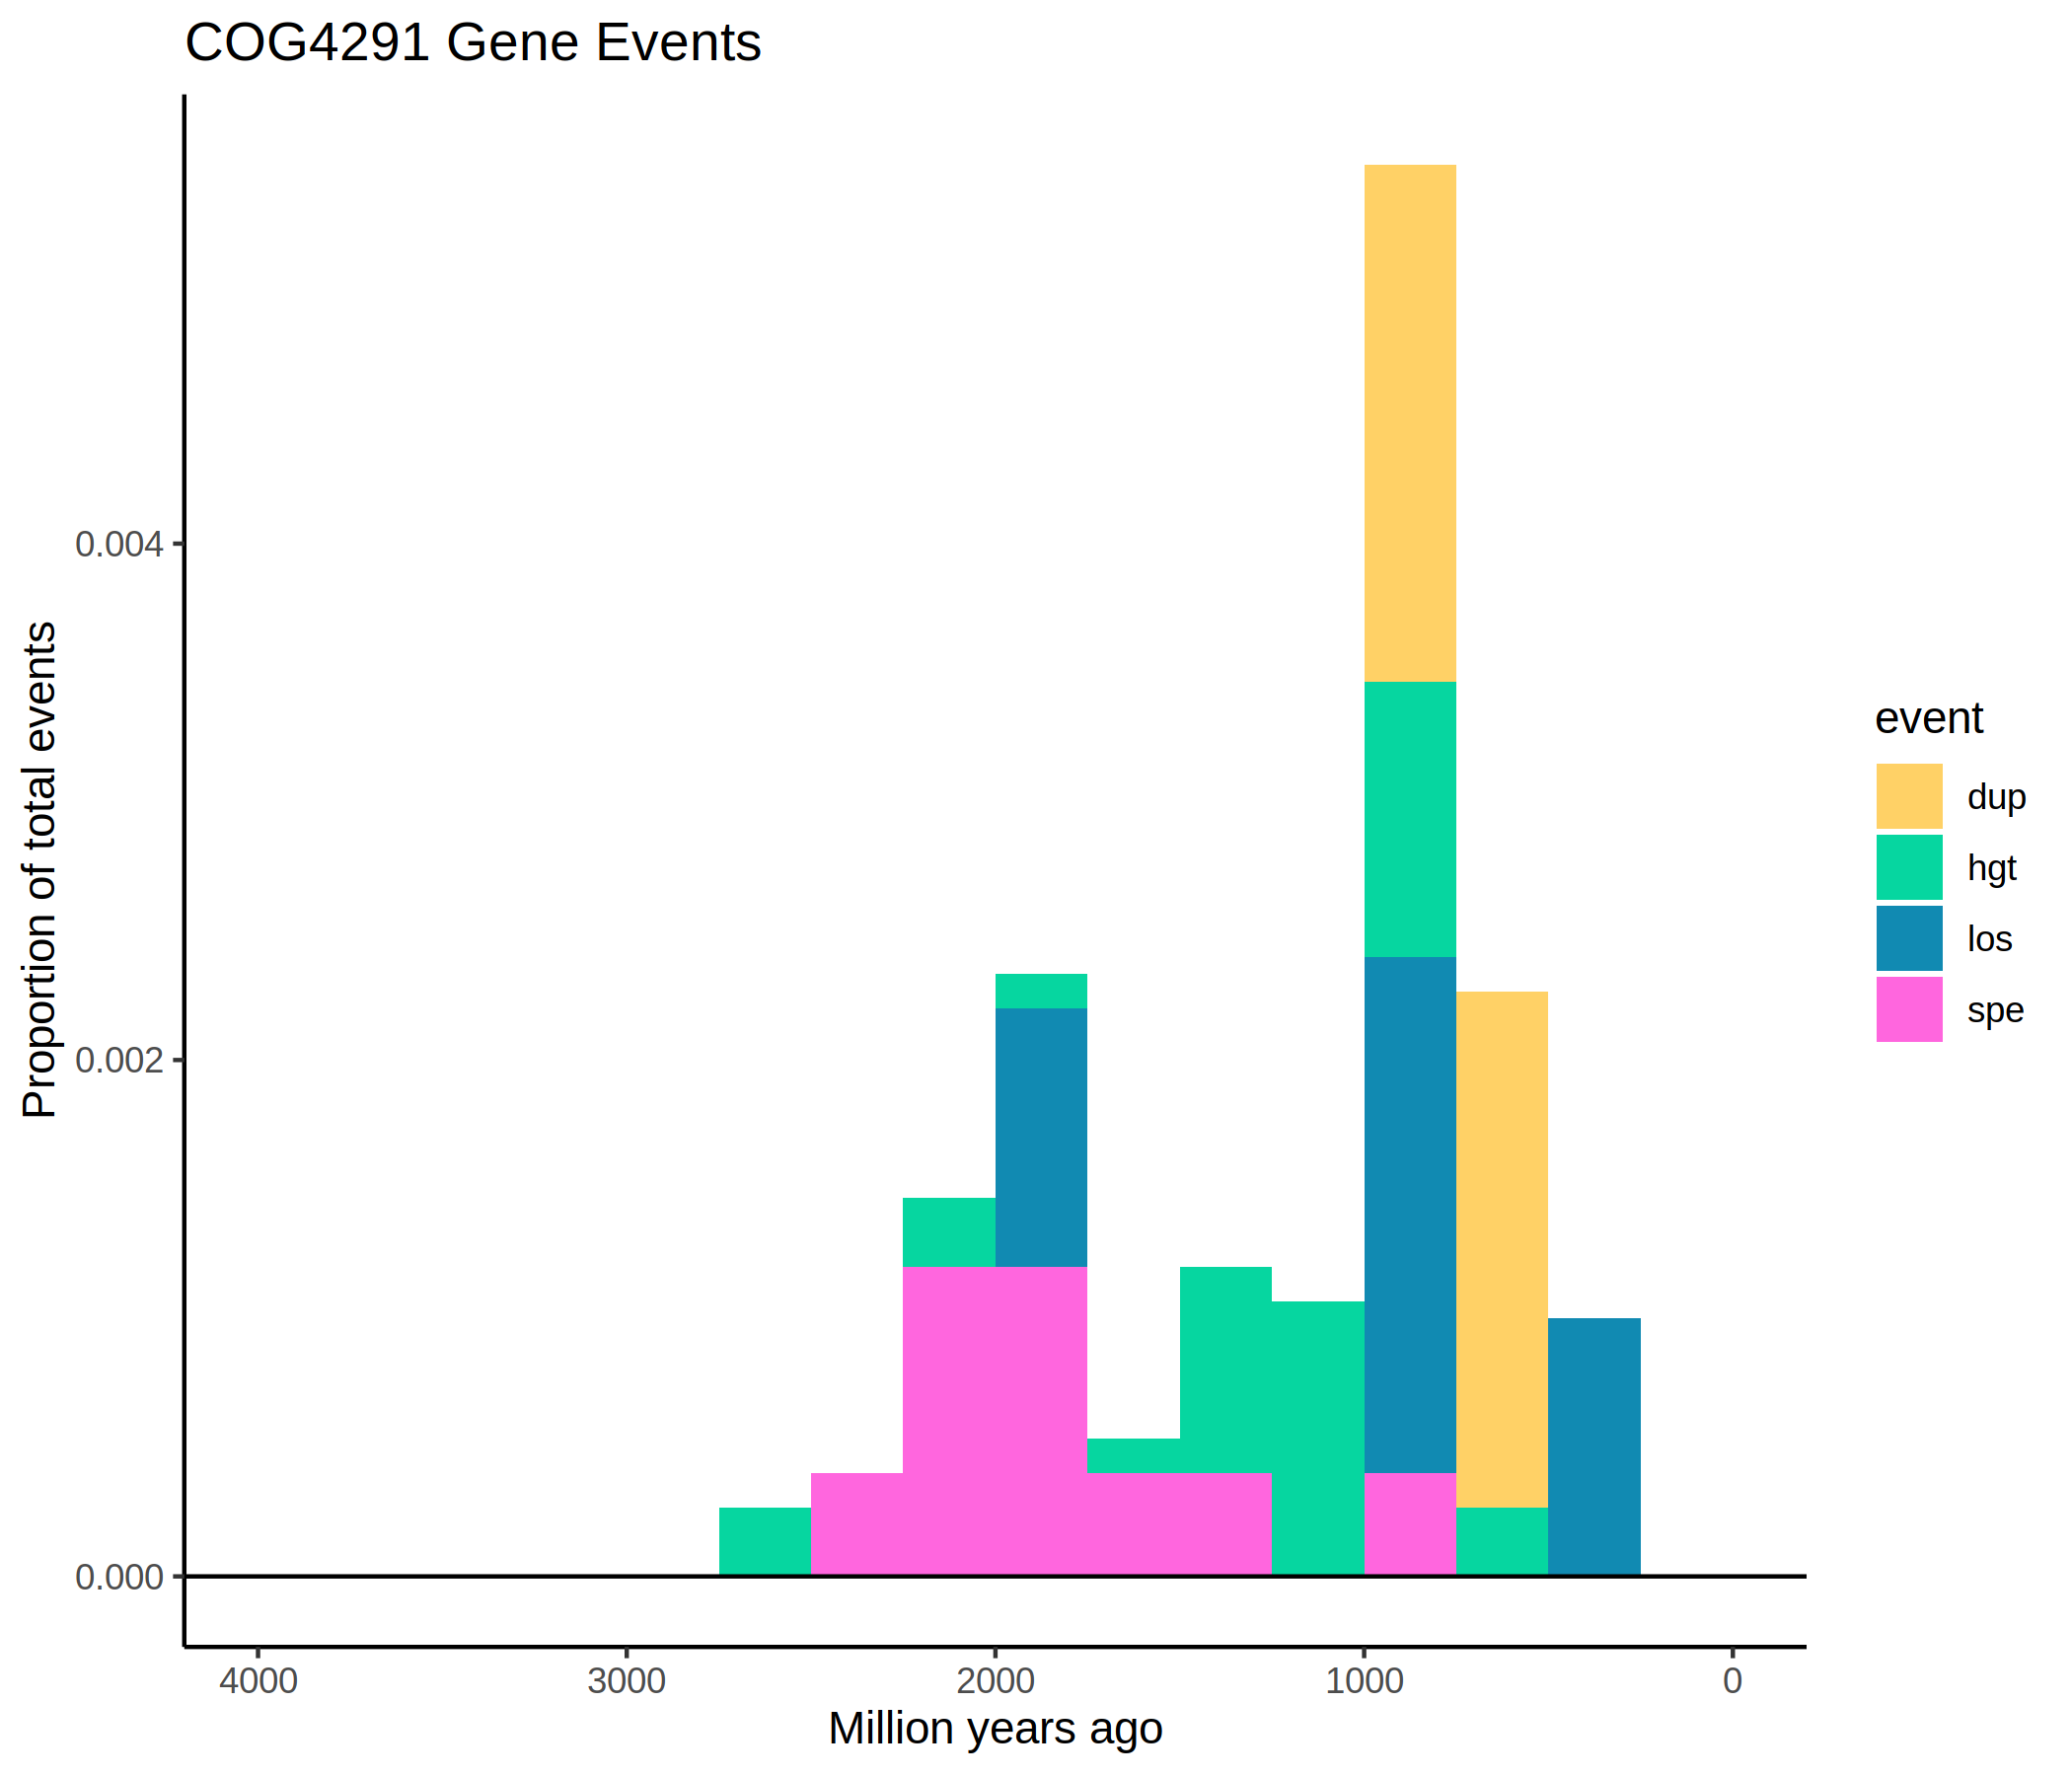 COG4291 Gene Events
Proportion of total events
0.004
0.002
0.000
4000 3000 2000 1000 0
Million years ago
event
dup
hgt
los
spe